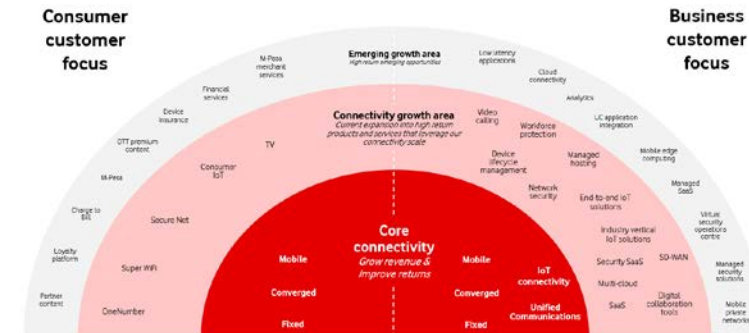 Consumer
customer
focus
Business
customer
focus
Emerging growth area
High return emerging opportunities
M-Pesa
merchant
services
Financial
services
Device
insurance
OTT premium
content
M-Pesa
Charge to
Bill
Loyalty
platform
Partner
content
Low latency
applications
Cloud
connectivity
Analytics
UC application
integration
Mobile edge
computing
Managed
SaaS
Virtual
security
operations
centre
Managed
security
solutions
Mobile
private
networks
Connectivity growth area
Current expansion into high return
products and services that leverage our
connectivity scale
TV
Consumer
IoT
Secure Net
Super WiFi
OneNumber
Video
calling
Workforce
protection
Device
lifecycle
management
Managed
hosting
Network
security
End-to-end IoT
solutions
Industry vertical
IoT solutions
Security SaaS
SD-WAN
Multi-cloud
SaaS
Digital
collaboration
tools
Core
connectivity
Grow revenue &
Improve returns
Mobile
Converged
Fixed
Mobile
Converged
Fixed
IoT
connectivity
Unified
Communications